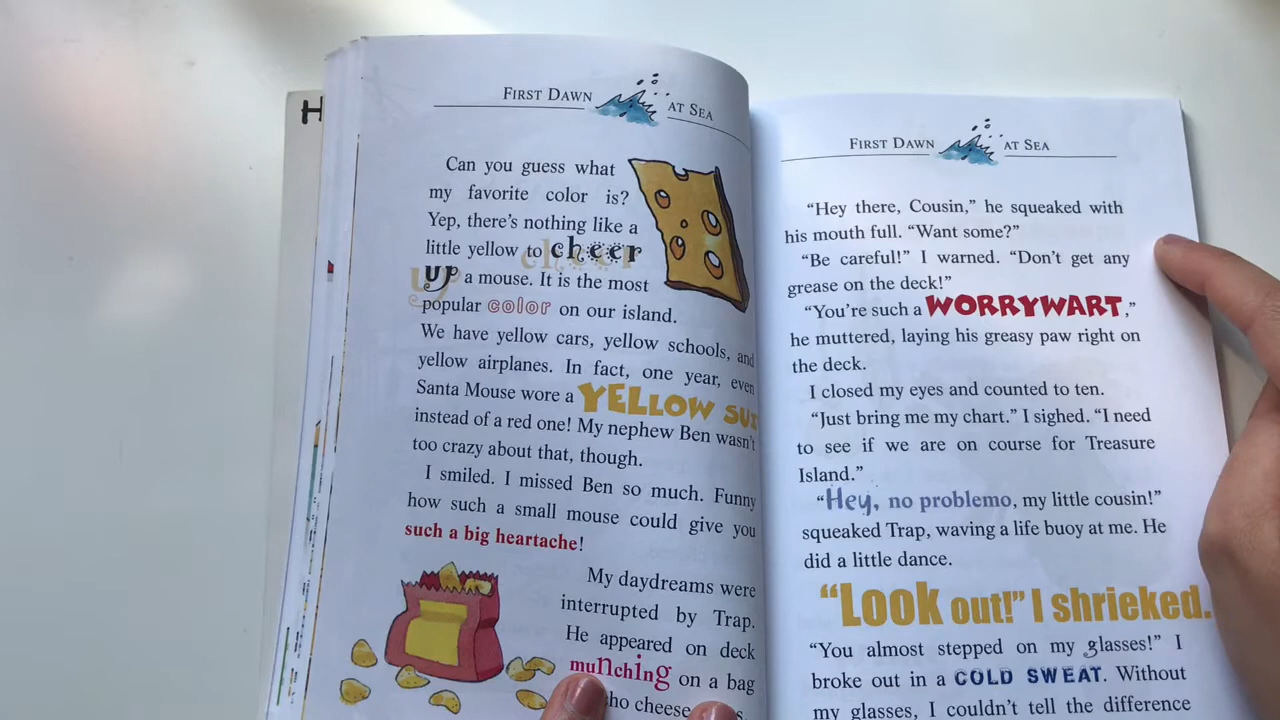 H
FIRST DAWN AT SEA
Can you guess what
my favorite color is?
Yep, there's nothing like a
little yellow to cheer
up a mouse. It is the most
popular color on our island.
We have yellow cars, yellow schools, and
yellow airplanes. In fact, one year, even
Santa Mouse wore a YELLOW
instead of a red one! My nephew Ben wasn't
too crazy about that, though.
I smiled. I missed Ben so much. Funny
how such a small mouse could give you
such a big heartache!
My daydreams were
interrupted by Trap.
He appeared on deck
munching on a bag
cheese
FIRST DAWN AT SEA
“Hey there, Cousin,” he squeaked with
his mouth full. “Want some?”
“Be careful!” I warned. “Don't get any
grease on the deck!”
“You're such a WORRYWART,”
he muttered, laying his greasy paw right on
the deck.
I closed my eyes and counted to ten.
“Just bring me my chart.” I sighed. “I need
to see if we are on course for Treasure
Island.”
“Hey, no problemo, my little cousin!”
squeaked Trap, waving a life buoy at me. He
did a little dance.
“Look out!” I shrieked.
“You almost stepped on my glasses!” I
broke out in a COLD SWEAT. Without
my glasses, I couldn't tell the difference